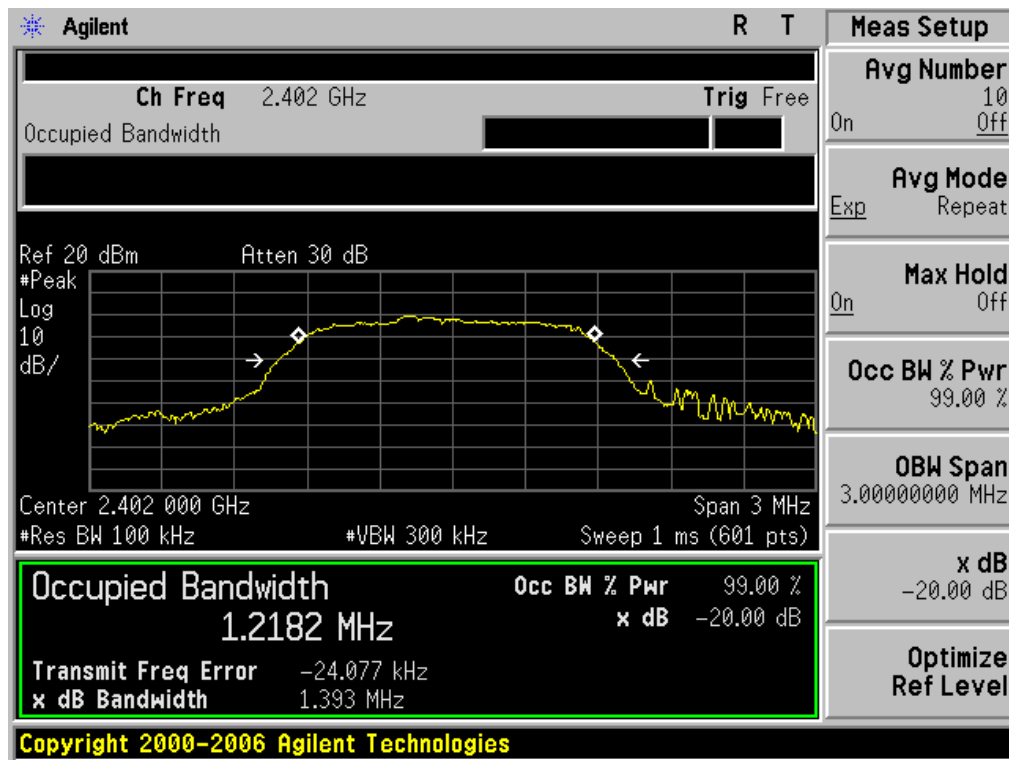 Agilent R T
Ch Freq 2.402 GHz Trig Free
Occupied Bandwidth
Ref 20 dBm Atten 30 dB
#Peak
Log
10
dB/
Center 2.402 000 GHz Span 3 MHz
#Res BW 100 kHz #VBW 300 kHz Sweep 1 ms (601 pts)
Occupied Bandwidth
1.2182 MHz
Occ BW % Pwr 99.00 %
x dB -20.00 dB
Transmit Freq Error -24.077 kHz
x dB Bandwidth 1.393 MHz
Copyright 2000-2006 Agilent Technologies
Meas Setup
Avg Number
10
On Off
Avg Mode
Exp Repeat
Max Hold
On Off
Occ BW % Pwr
99.00 %
OBW Span
3.00000000 MHz
x dB
-20.00 dB
Optimize
Ref Level